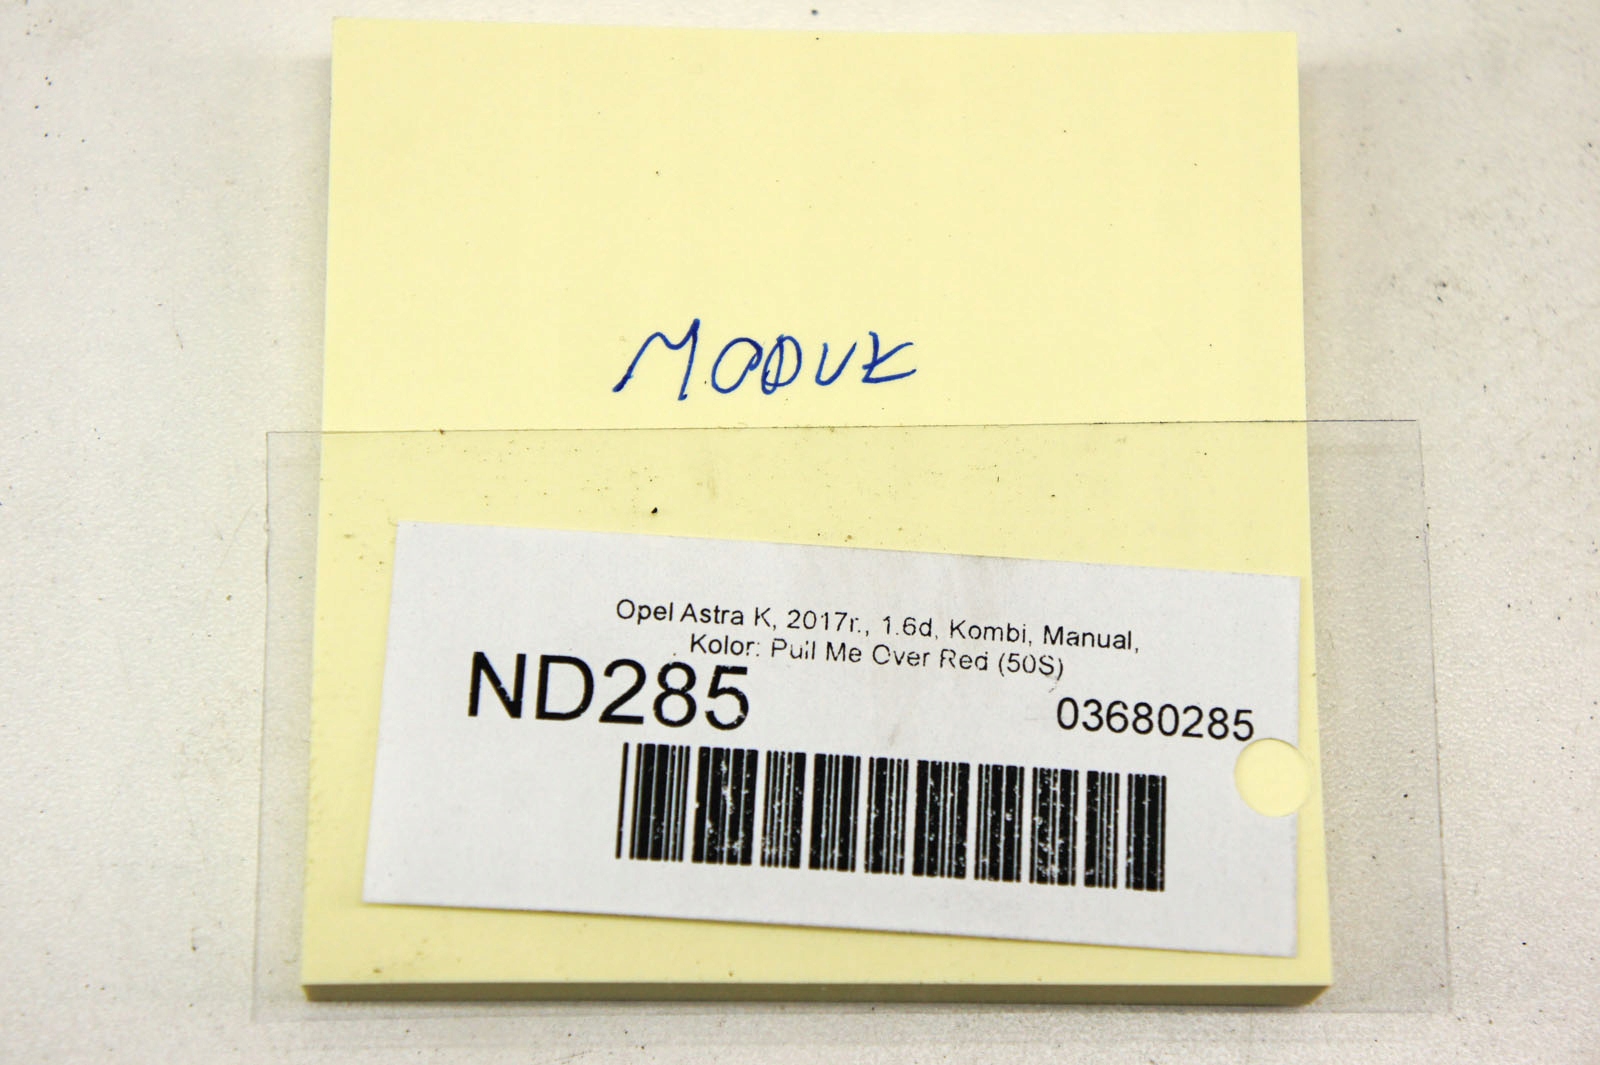 MODUŁ
Opel Astra K, 2017r., 1.6d, Kombi, Manual,
Kolor: Pull Me Over Red (50S)
ND285
03680285